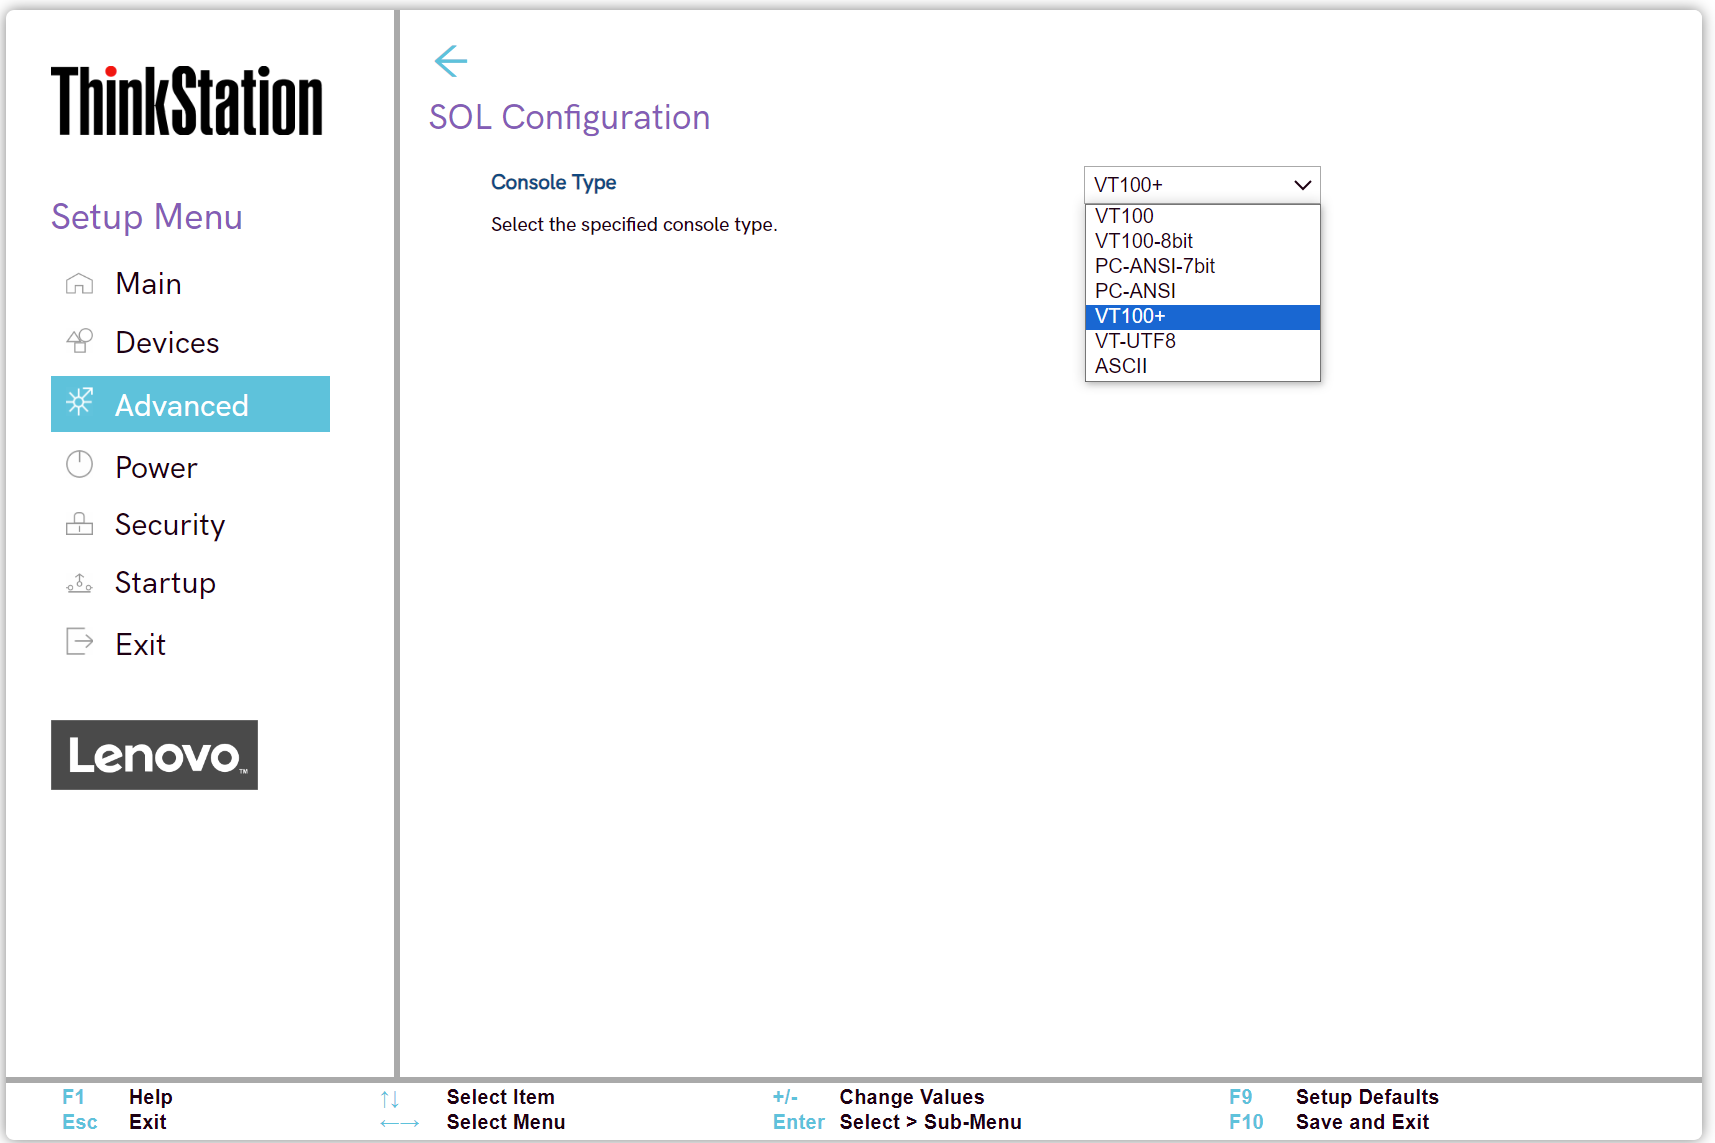 ThinkStation
Setup Menu
Main
Devices
Advanced
Power
Security
Startup
Exit
Lenovo™
SOL Configuration
Console Type
Select the specified console type.
VT100+
VT100
VT100-8bit
PC-ANSI-7bit
PC-ANSI
VT100+
VT-UTF8
ASCII
F1 Help ↑↓ Select Item +/- Change Values F9 Setup Defaults
Esc Exit ←→ Select Menu Enter Select > Sub-Menu F10 Save and Exit